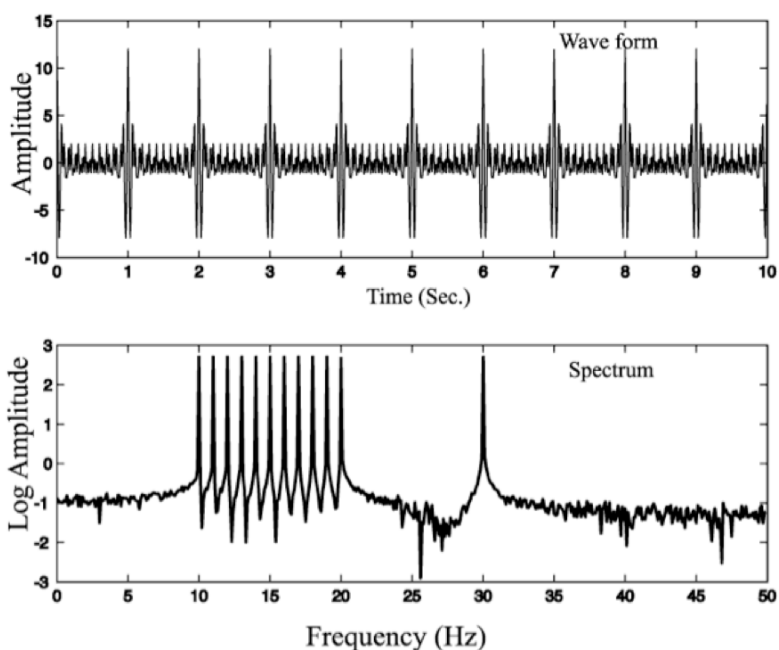 15
10
5
0
-5
-10
Amplitude
Wave form
0 1 2 3 4 5 6 7 8 9 10
Time (Sec.)
3
2
1
0
-1
-2
-3
Log Amplitude
Spectrum
0 5 10 15 20 25 30 35 40 45 50
Frequency (Hz)